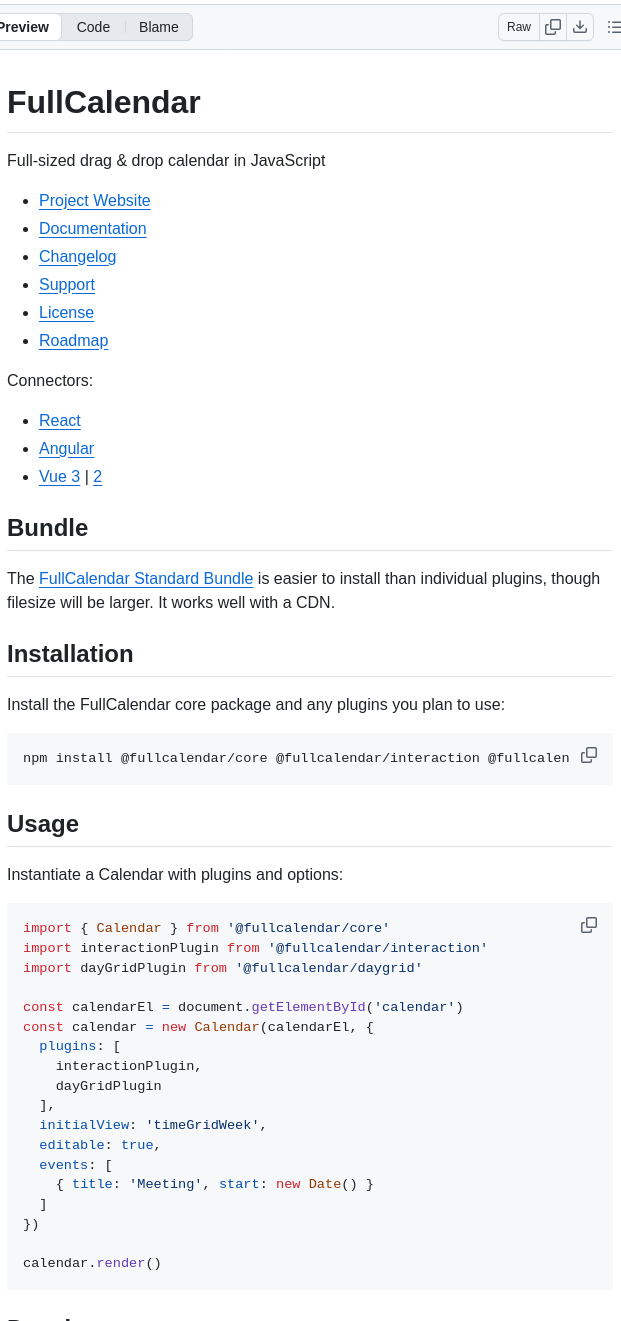 Preview Code Blame Raw
FullCalendar
Full-sized drag & drop calendar in JavaScript
Project Website
Documentation
Changelog
Support
License
Roadmap
Connectors:
React
Angular
Vue 3 | 2
Bundle
The FullCalendar Standard Bundle is easier to install than individual plugins, though
filesize will be larger. It works well with a CDN.
Installation
Install the FullCalendar core package and any plugins you plan to use:
npm install @fullcalendar/core @fullcalendar/interaction @fullcalen
Usage
Instantiate a Calendar with plugins and options:
import { Calendar } from '@fullcalendar/core'
import interactionPlugin from '@fullcalendar/interaction'
import dayGridPlugin from '@fullcalendar/daygrid'
const calendarEl = document.getElementById('calendar')
const calendar = new Calendar(calendarEl, {
  plugins: [
    interactionPlugin,
    dayGridPlugin
  ],
  initialView: 'timeGridWeek',
  editable: true,
  events: [
    { title: 'Meeting', start: new Date() }
  ]
})
calendar.render()